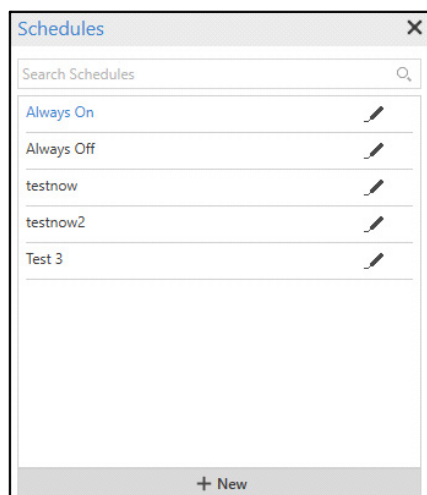 Schedules
Search Schedules
Always On
Always Off
testnow
testnow2
Test 3
+ New